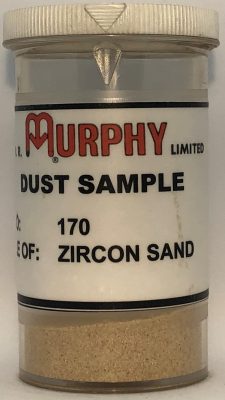 . R. MURPHY® LIMITED
DUST SAMPLE
O: 170
E OF: ZIRCON SAND